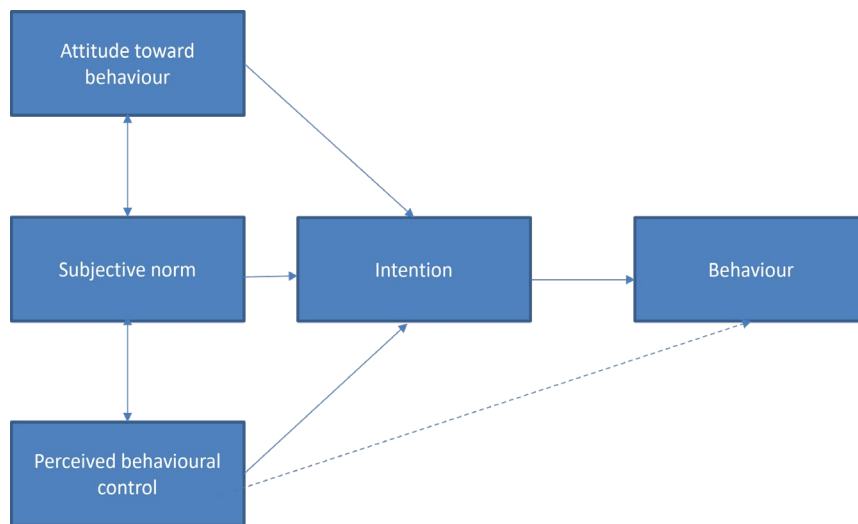 Attitude toward
behaviour
Subjective norm
Intention
Behaviour
Perceived behavioural
control